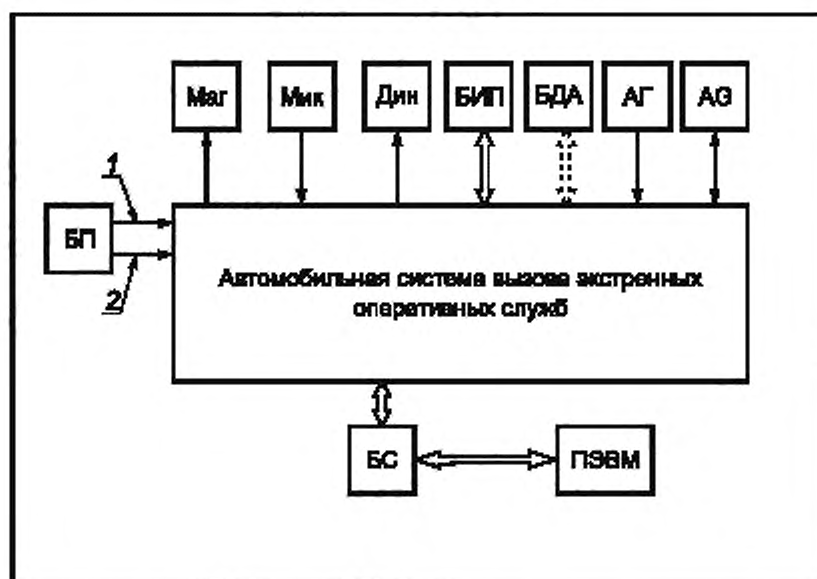 Маг Мик Дин БИП БДА АГ АЭ
1
БП
2
Автомобильная система вызова экстренных
оперативных служб
БС ПЭВМ